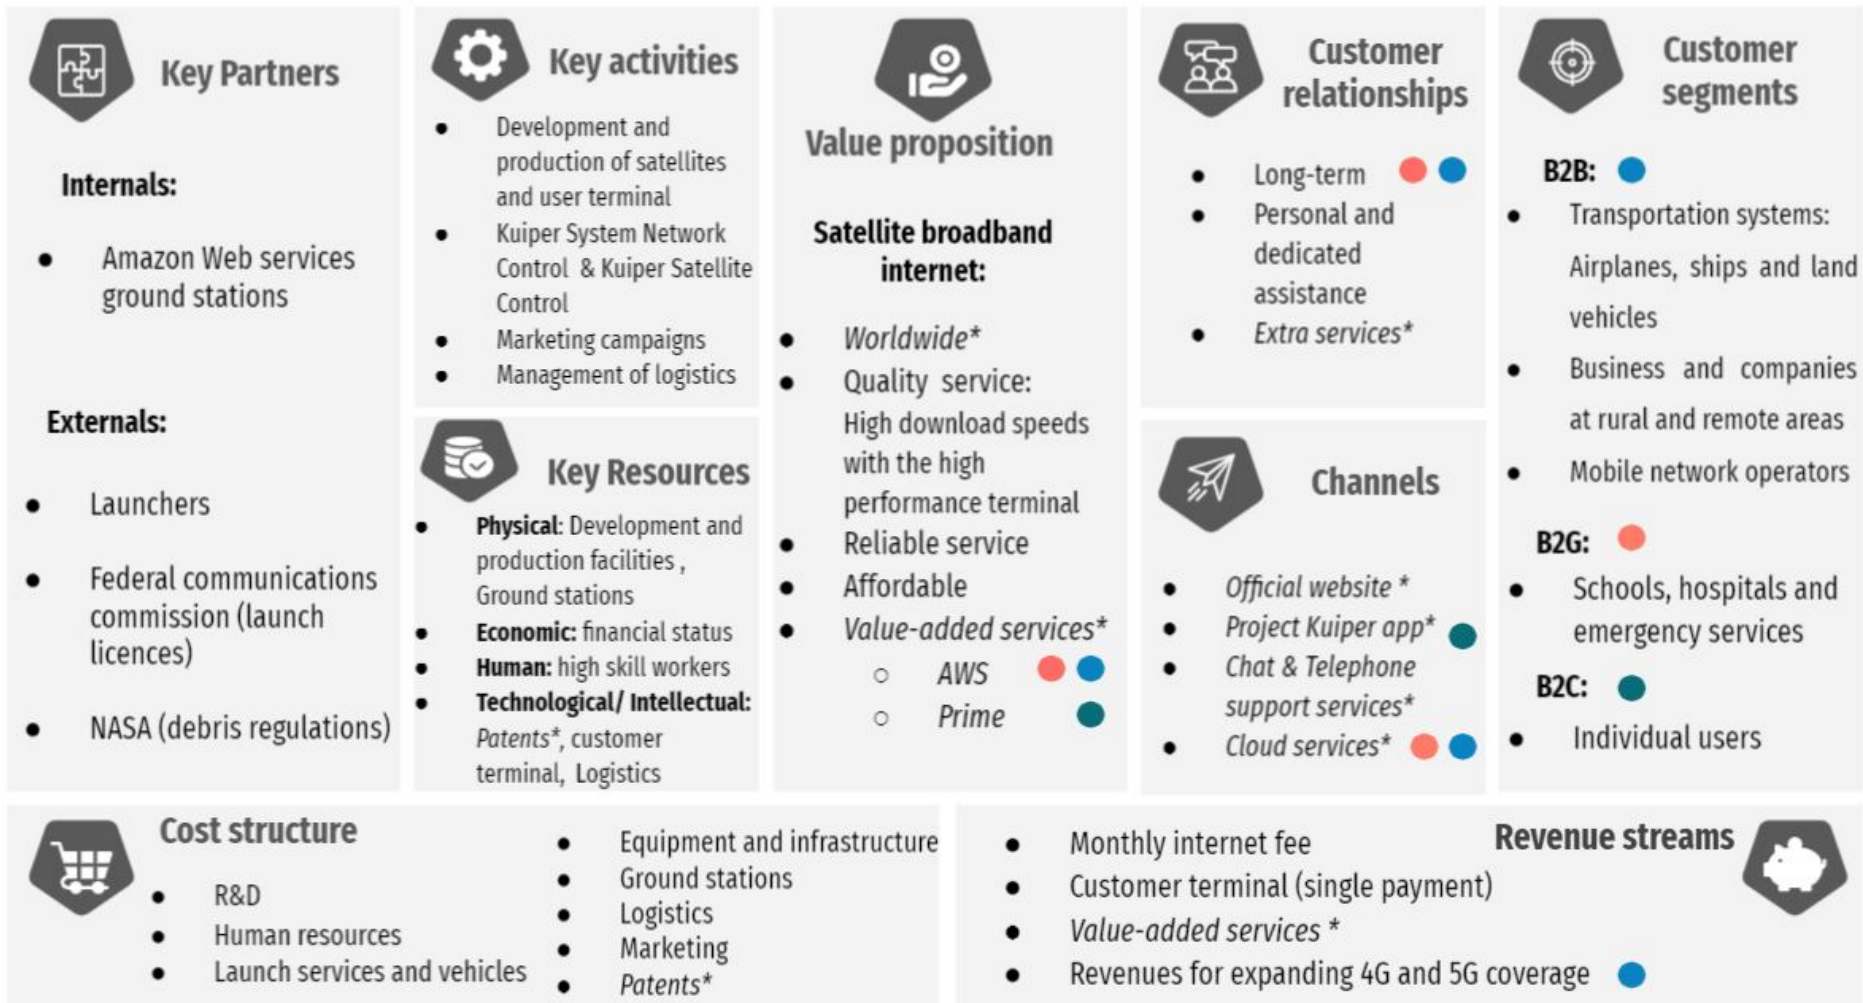 Key Partners
Internals:
Amazon Web services
ground stations
Externals:
Launchers
Federal communications
commission (launch
licences)
NASA (debris regulations)
Key activities
Development and
production of satellites
and user terminal
Kuiper System Network
Control & Kuiper Satellite
Control
Marketing campaigns
Management of logistics
Key Resources
Physical: Development and
production facilities ,
Ground stations
Economic: financial status
Human: high skill workers
Technological/ Intellectual:
Patents*, customer
terminal, Logistics
Value proposition
Satellite broadband
internet:
Worldwide*
Quality service:
High download speeds
with the high
performance terminal
Reliable service
Affordable
Value-added services*
AWS
Prime
Customer
relationships
Long-term
Personal and
dedicated
assistance
Extra services*
Channels
Official website *
Project Kuiper app*
Chat & Telephone
support services*
Cloud services*
Customer
segments
B2B:
Transportation systems:
Airplanes, ships and land
vehicles
Business and companies
at rural and remote areas
Mobile network operators
B2G:
Schools, hospitals and
emergency services
B2C:
Individual users
Cost structure
R&D
Human resources
Launch services and vehicles
Equipment and infrastructure
Ground stations
Logistics
Marketing
Patents*
Revenue streams
Monthly internet fee
Customer terminal (single payment)
Value-added services *
Revenues for expanding 4G and 5G coverage